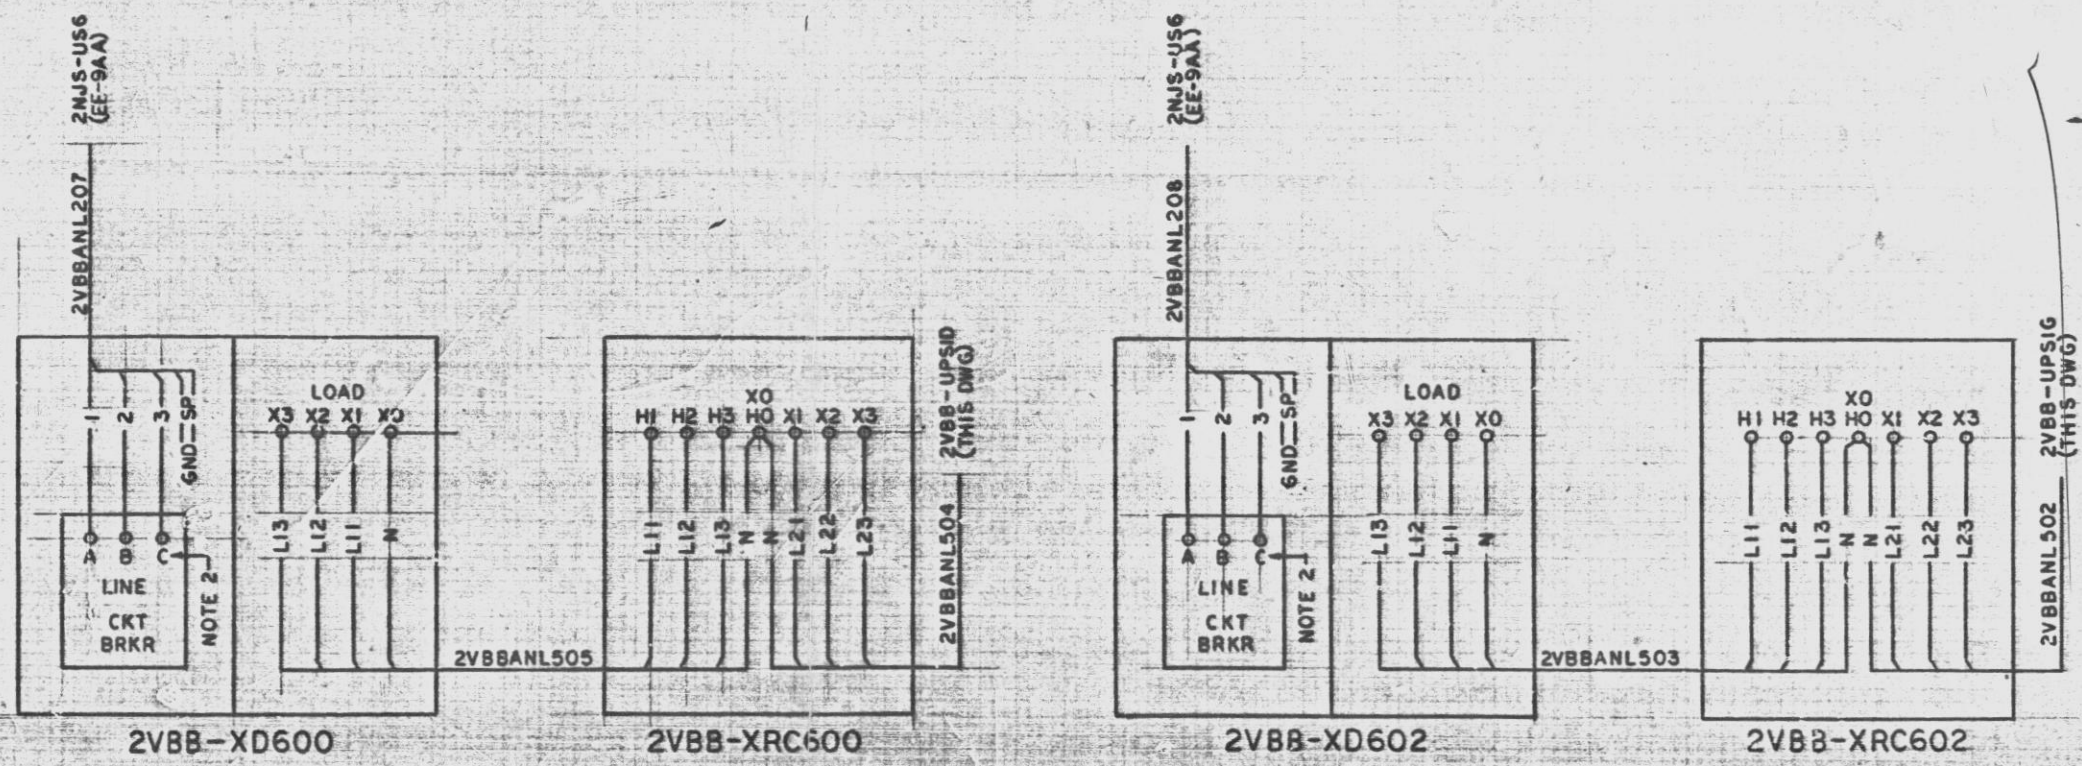 2NJS-US6
(EE-9AA)
2VBBANL207
1 2 3 GND SP
A B C
LINE
CKT
BRKR
NOTE 2
LOAD
X3 X2 X1 X0
L13 L12 L11 N
2VBB-XD600
2VBBANL505
X0
H1 H2 H3 H0 X1 X2 X3
L11 L12 L13 N N L21 L22 L23
2VBB-XRC600
2VBBANL504
2VBB-UPS1D
(THIS DWG)
2NJS-US6
(EE-9AA)
2VBBANL208
1 2 3 GND SP
A B C
LINE
CKT
BRKR
NOTE 2
LOAD
X3 X2 X1 X0
L13 L12 L11 N
2VBB-XD602
2VBBANL503
X0
H1 H2 H3 H0 X1 X2 X3
L11 L12 L13 N N L21 L22 L23
2VBB-XRC602
2VBBANL502
2VBB-UPS1G
(THIS DWG)